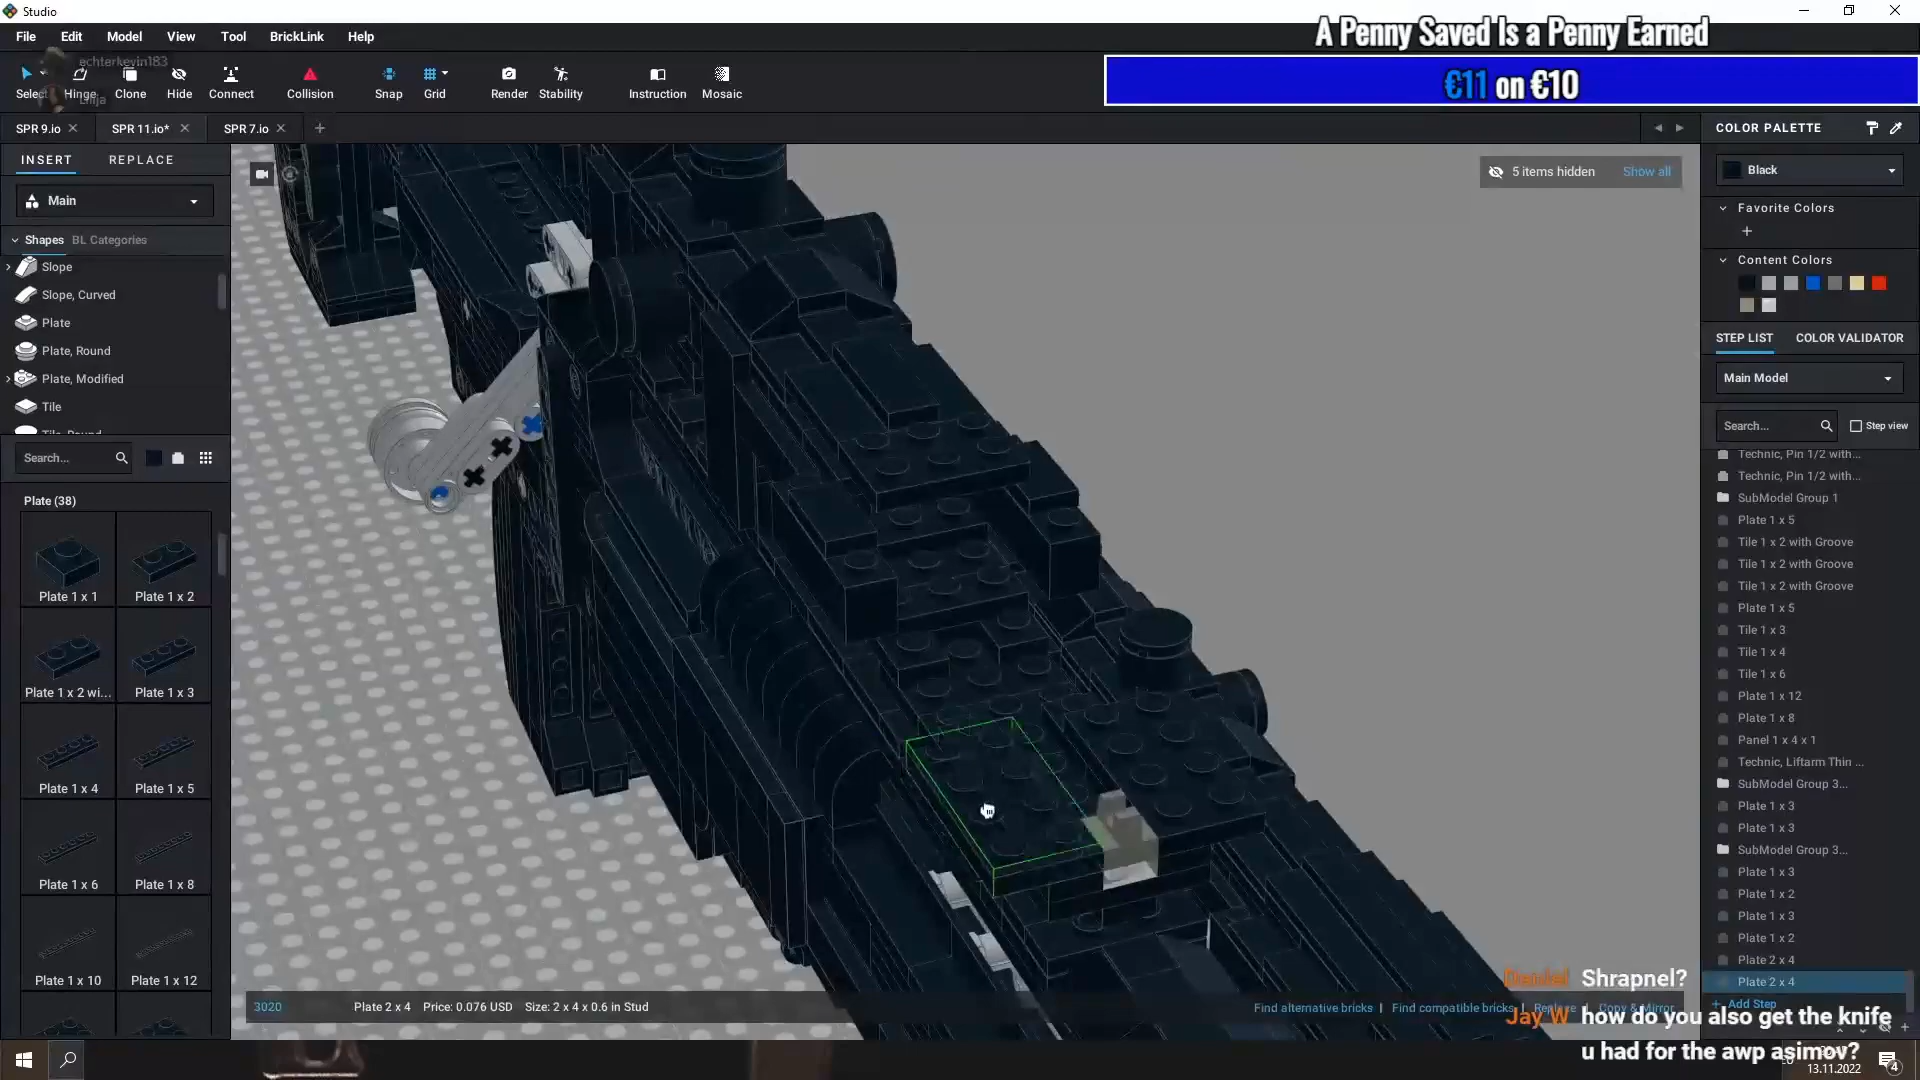 Studio
A Penny Saved Is a Penny Earned
€11 on €10
File Edit Model View Tool BrickLink Help
echterkevin183
Select Hinge Clone Hide Connect Collision Snap Grid Render Stability Instruction Mosaic
SPR 9.io SPR 11.io* SPR 7.io
INSERT REPLACE
Main
Shapes BL Categories
Slope
Slope, Curved
Plate
Plate, Round
Plate, Modified
Tile
Search...
Plate (38)
Plate 1 x 1 Plate 1 x 2
Plate 1 x 2 wi... Plate 1 x 3
Plate 1 x 4 Plate 1 x 5
Plate 1 x 6 Plate 1 x 8
Plate 1 x 10 Plate 1 x 12
5 items hidden Show all
3020 Plate 2 x 4 Price: 0.076 USD Size: 2 x 4 x 0.6 in Stud
Find alternative bricks | Find compatible bricks | Replace | Copy & Mirror
COLOR PALETTE
Black
Favorite Colors
Content Colors
STEP LIST COLOR VALIDATOR
Main Model
Search... Step view
Technic, Pin 1/2 with...
Technic, Pin 1/2 with...
SubModel Group 1
Plate 1 x 5
Tile 1 x 2 with Groove
Tile 1 x 2 with Groove
Tile 1 x 2 with Groove
Plate 1 x 5
Tile 1 x 3
Tile 1 x 4
Tile 1 x 6
Plate 1 x 12
Plate 1 x 8
Panel 1 x 4 x 1
Technic, Liftarm Thin ...
SubModel Group 3...
Plate 1 x 3
Plate 1 x 3
SubModel Group 3...
Plate 1 x 3
Plate 1 x 2
Plate 1 x 3
Plate 1 x 2
Plate 2 x 4
Plate 2 x 4
+ Add Step
Shrapnel?
Jay W how do you also get the knife
u had for the awp asimov?
13.11.2022
4